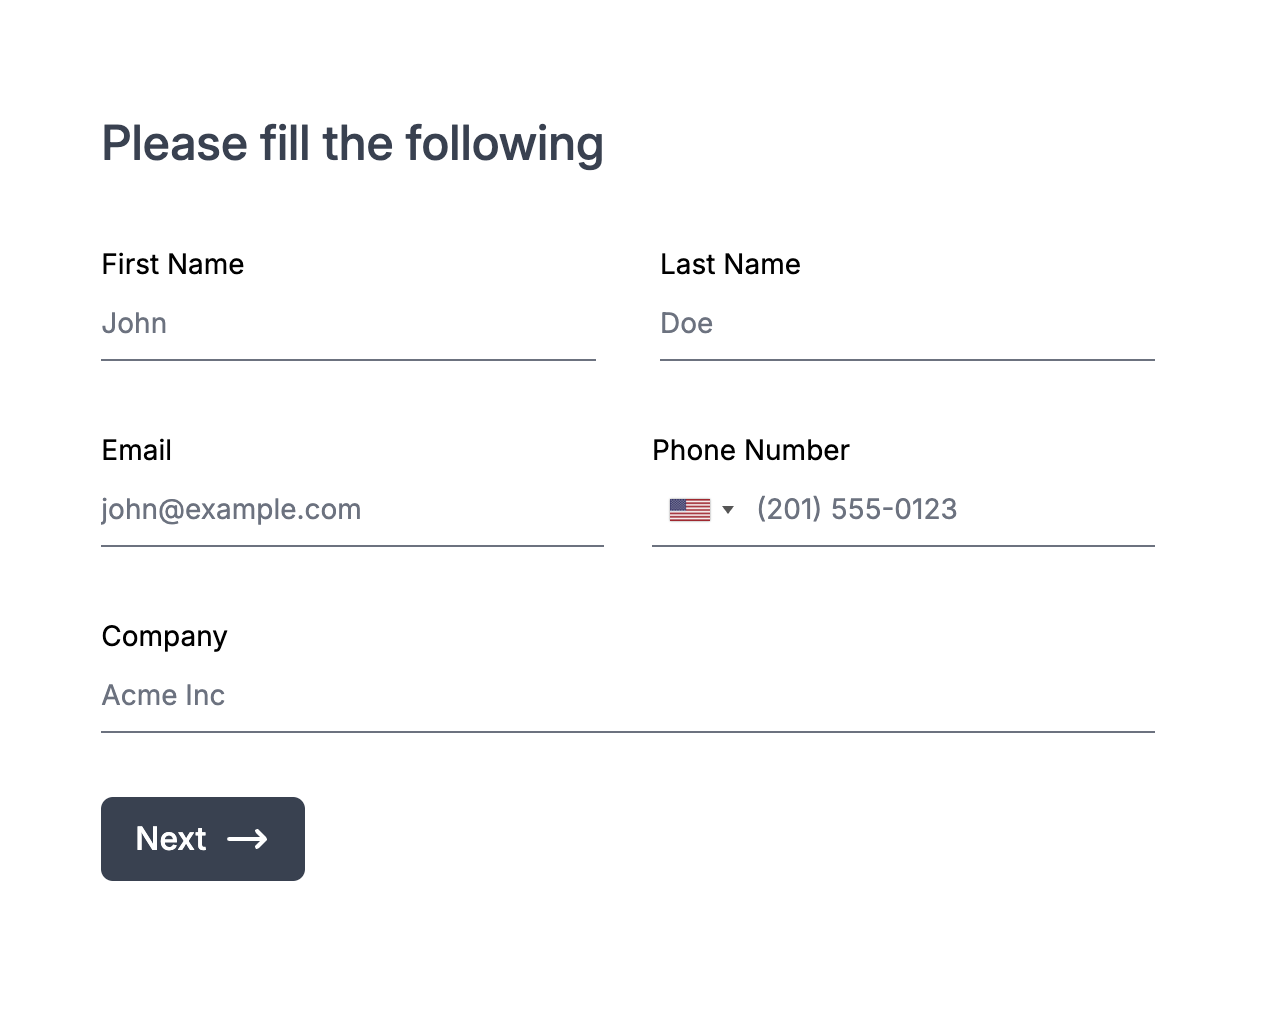 Please fill the following
First Name
Last Name
John
Doe
Email
Phone Number
john@example.com
(201) 555-0123
Company
Acme Inc
Next